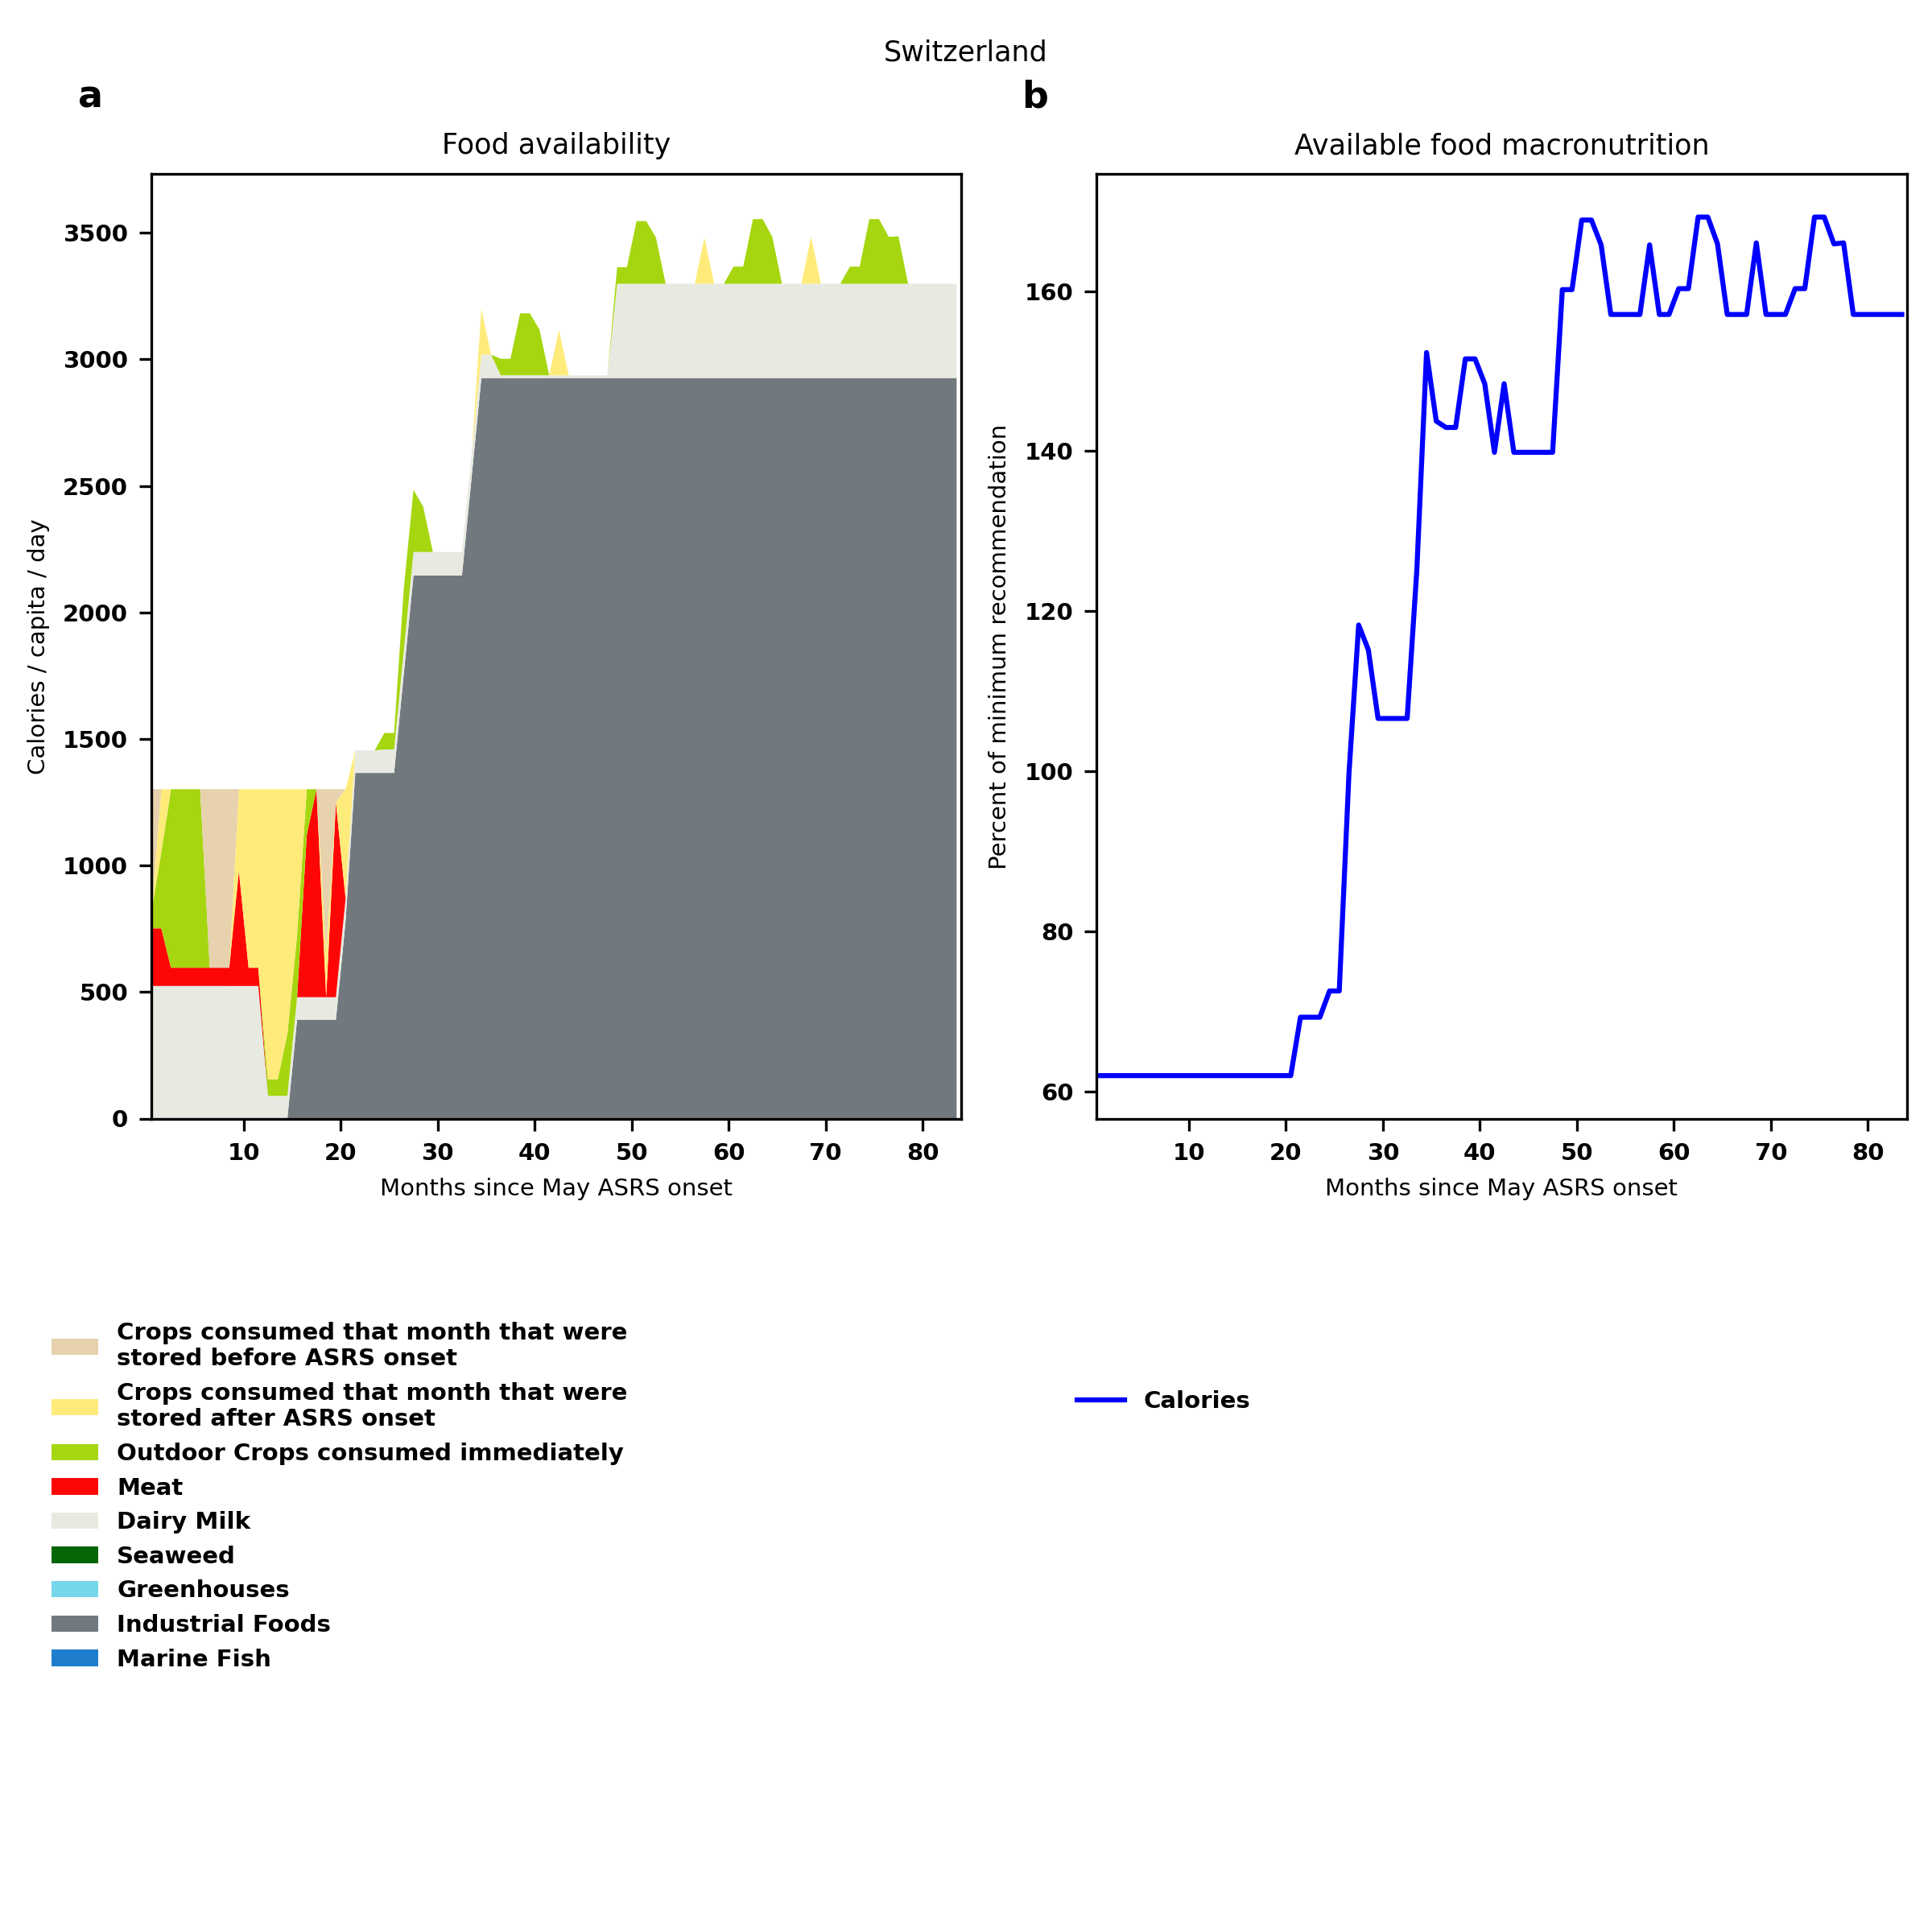 Switzerland
a
Food availability
Calories / capita / day
3500
3000
2500
2000
1500
1000
500
0
10 20 30 40 50 60 70 80
Months since May ASRS onset
b
Available food macronutrition
Percent of minimum recommendation
160
140
120
100
80
60
10 20 30 40 50 60 70 80
Months since May ASRS onset
Crops consumed that month that were
stored before ASRS onset
Crops consumed that month that were
stored after ASRS onset
Outdoor Crops consumed immediately
Meat
Dairy Milk
Seaweed
Greenhouses
Industrial Foods
Marine Fish
Calories